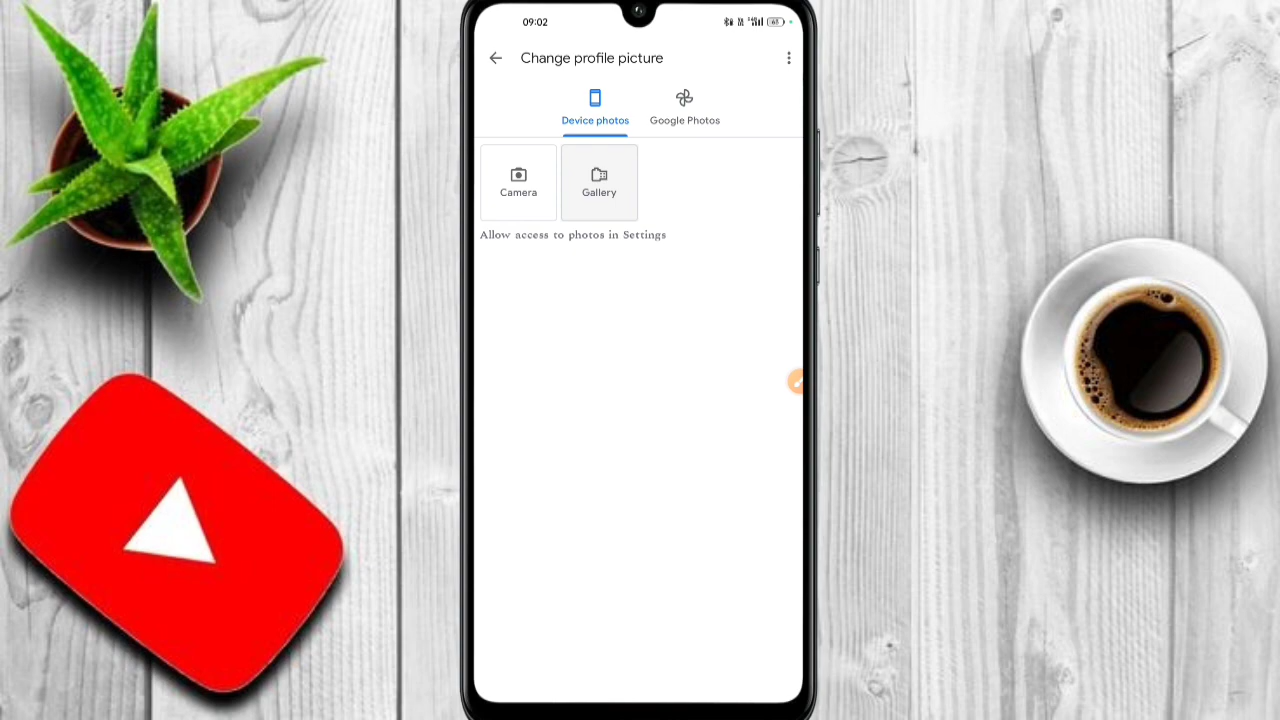 09:02
Change profile picture
Device photos
Google Photos
Camera
Gallery
Allow access to photos in Settings